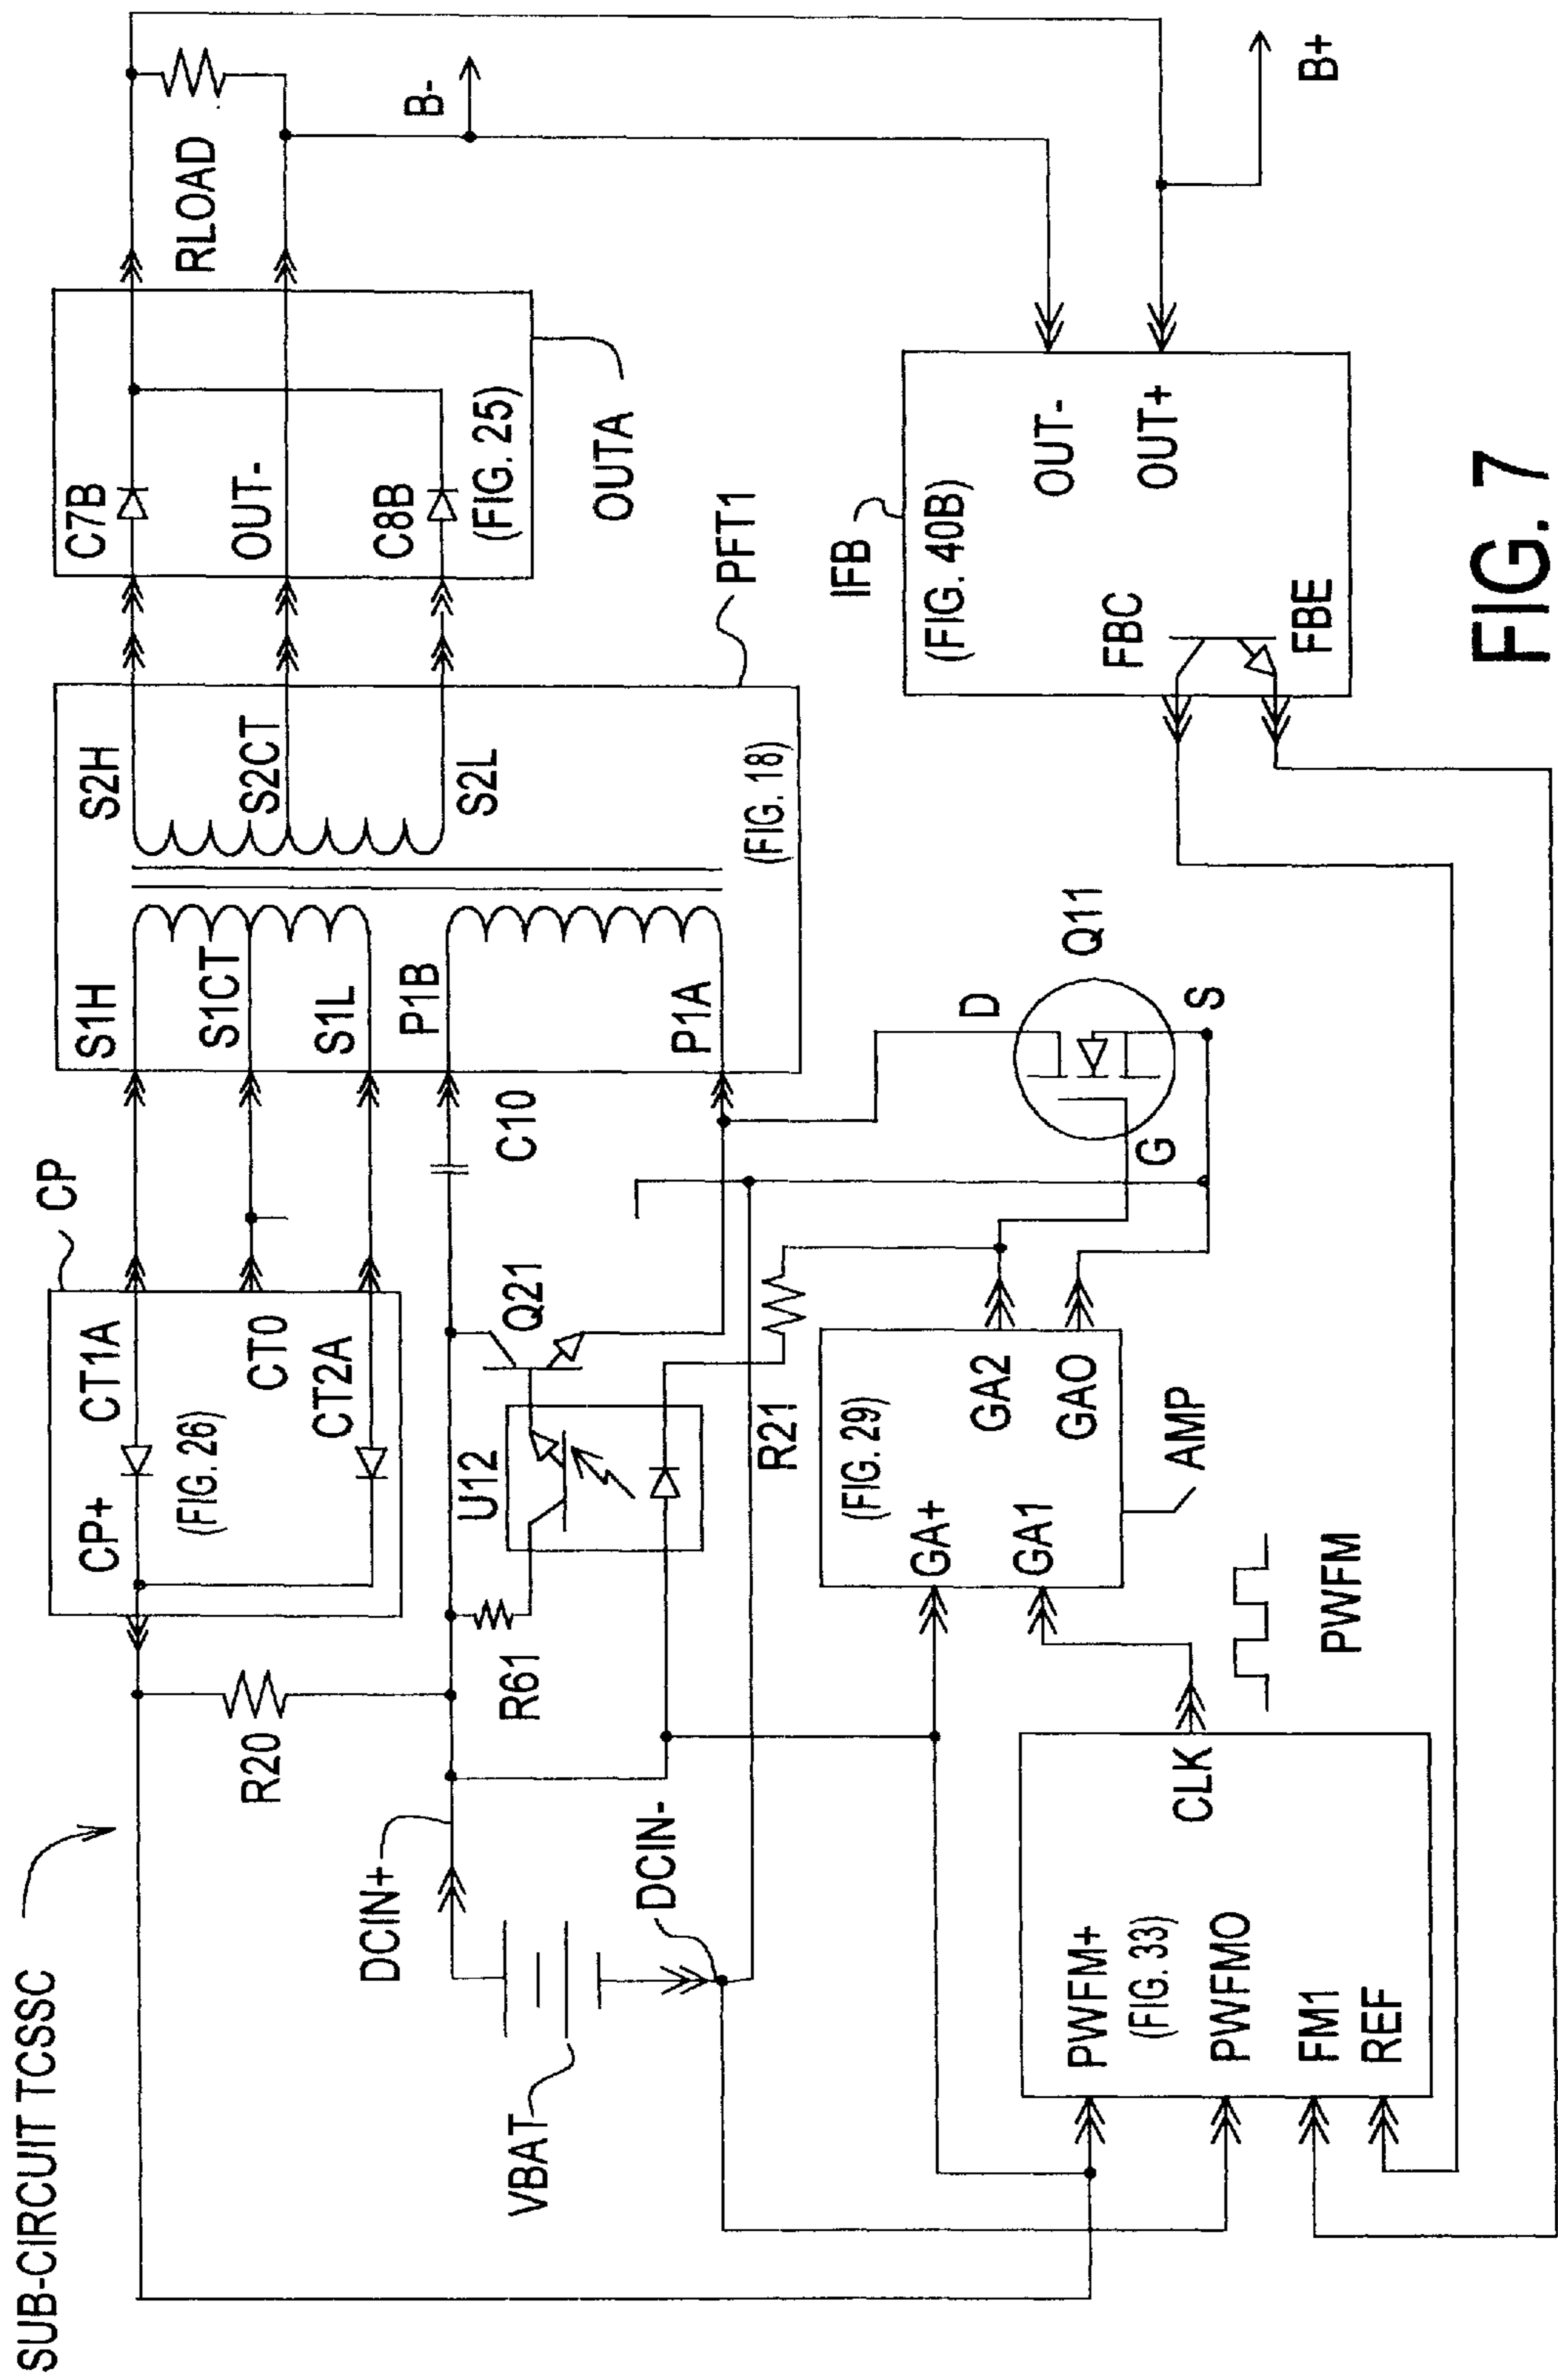 SUB-CIRCUIT TCSSC
CP
CP+
CT1A
(FIG. 26)
CT0
CT2A
S1H
S1CT
S1L
P1B
P1A
S2H
S2CT
S2L
(FIG. 18)
PFT1
C7B
OUT-
C8B
(FIG. 25)
OUTA
RLOAD
B-
B+
R20
DCIN+
R61
U12
Q21
C10
VBAT
DCIN-
R21
D
Q11
G
S
(FIG. 29)
GA+
GA2
GA1
GAO
AMP
IFB
(FIG. 40B)
OUT-
FBC
OUT+
FBE
PWFM+
(FIG. 33)
CLK
PWFMO
FM1
REF
PWFM
FIG. 7